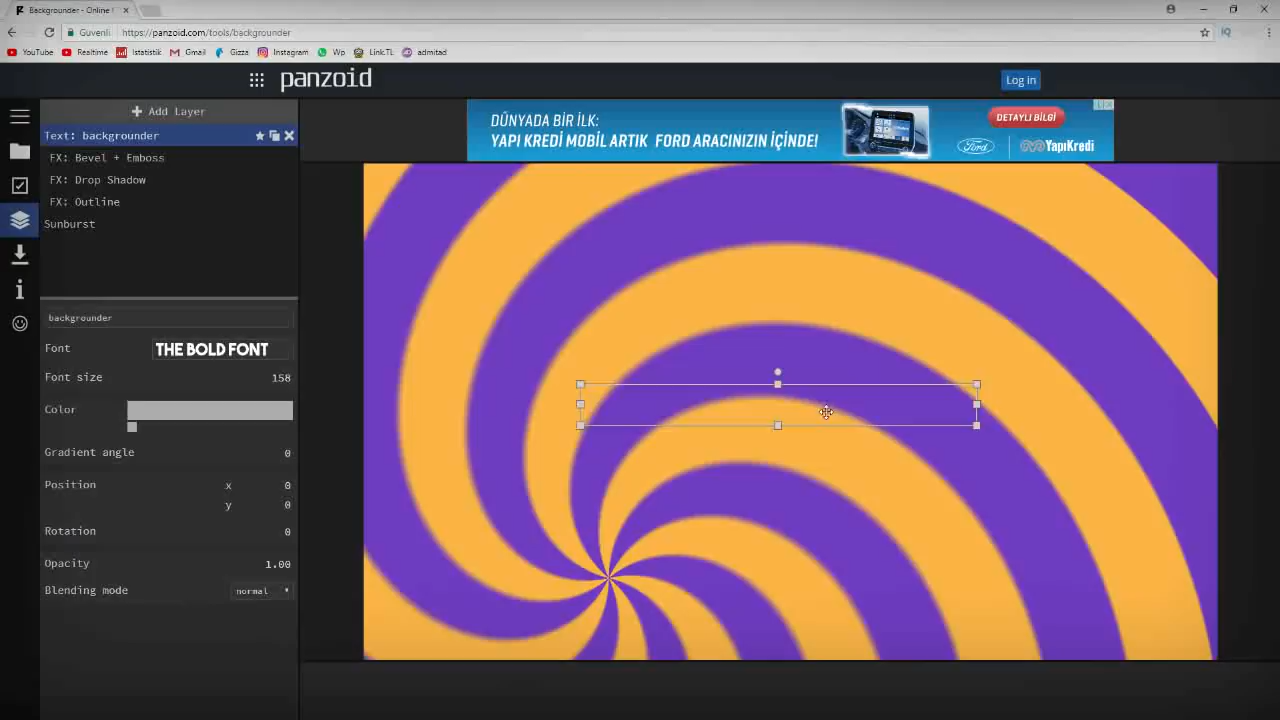 Backgrounder - Online
Güvenli
https://panzoid.com/tools/backgrounder
YouTube
Realtime
Istatistik
Gmail
Gizza
Instagram
Wp
Link.TL
admitad
panzoid
Log in
Add Layer
Text: backgrounder
FX: Bevel + Emboss
FX: Drop Shadow
FX: Outline
Sunburst
DÜNYADA BİR İLK:
YAPI KREDİ MOBİL ARTIK FORD ARACINIZIN İÇİNDE!
DETAYLI BİLGİ
Ford
YapıKredi
backgrounder
Font THE BOLD FONT
Font size 158
Color
Gradient angle 0
Position x 0
y 0
Rotation 0
Opacity 1.00
Blending mode normal